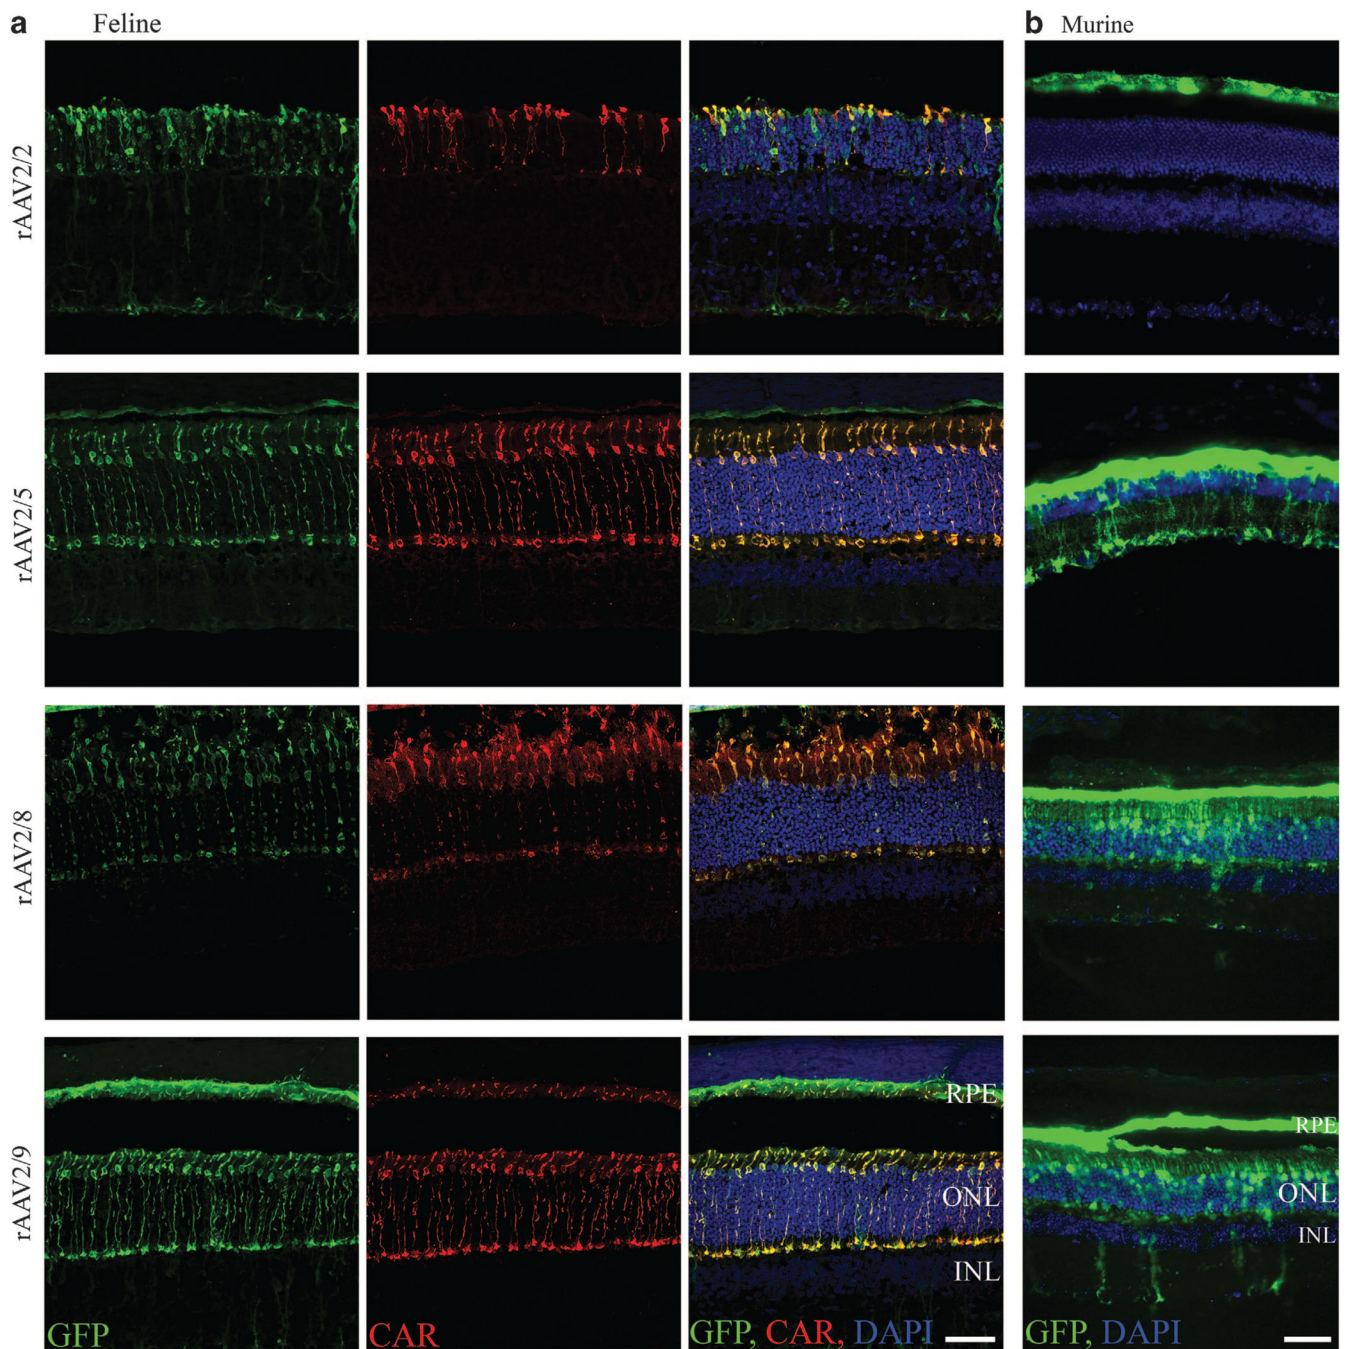 a Feline
b Murine
rAAV2/2
rAAV2/5
rAAV2/8
rAAV2/9
RPE
ONL
INL
RPE
ONL
INL
GFP
CAR
GFP, CAR, DAPI
GFP, DAPI